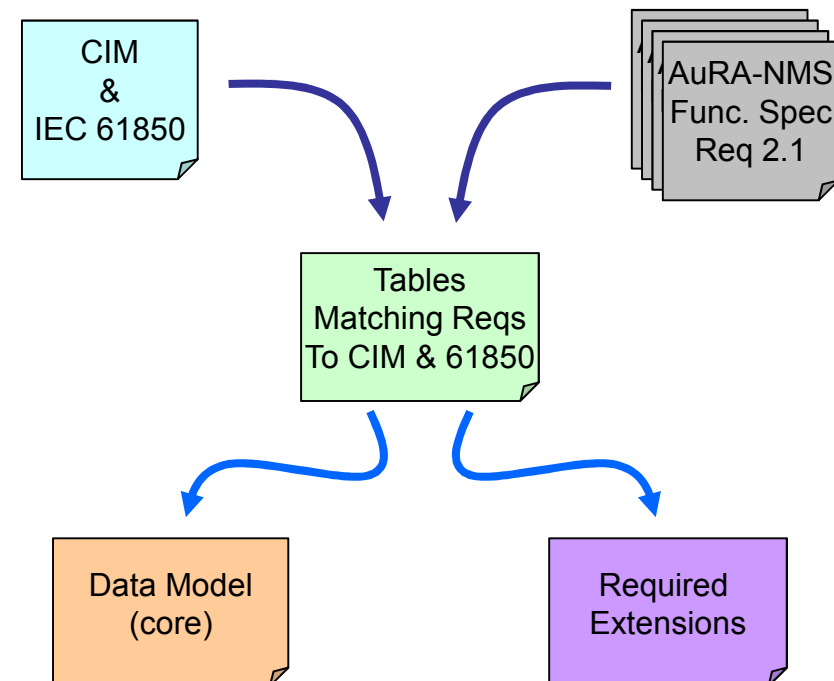 CIM
&
IEC 61850
AuRA-NMS
Func. Spec
Req 2.1
Tables
Matching Reqs
To CIM & 61850
Data Model
(core)
Required
Extensions